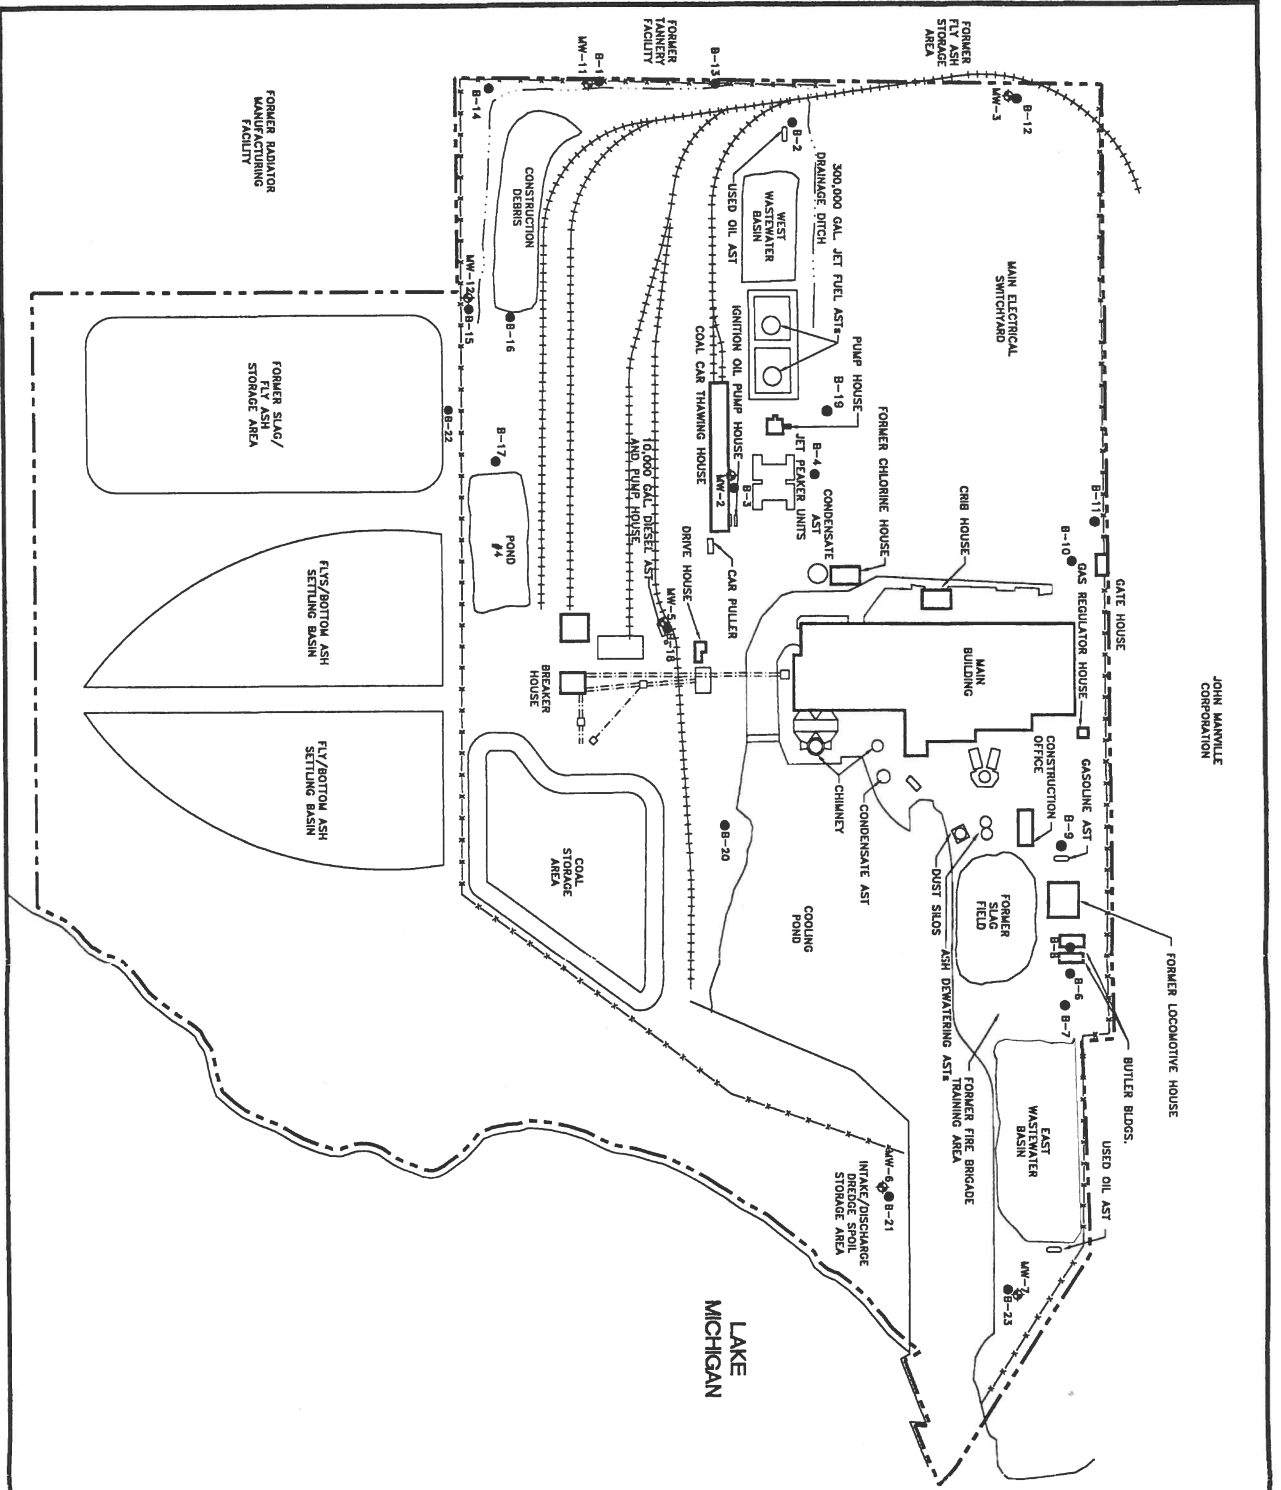 JOHN MANVILLE
CORPORATION
FORMER
FLY ASH
STORAGE
AREA
MW-3
B-12
MAIN ELECTRICAL
SWITCHYARD
B-11
B-10
GATE HOUSE
GAS REGULATOR HOUSE
GASOLINE AST
B-9
CONSTRUCTION
OFFICE
FORMER LOCOMOTIVE HOUSE
B-8
B-6
B-7
BUTLER BLDGS.
USED OIL AST
EAST
WASTEWATER
BASIN
MW-7
B-23
FORMER FIRE BRIGADE
TRAINING AREA
FORMER
SLAG
FIELD
ASH DEWATERING ASTs
DUST SILOS
CRIB HOUSE
MAIN
BUILDING
FORMER CHLORINE HOUSE
CONDENSATE
AST
CONDENSATE AST
CHIMNEY
COOLING
POND
PUMP HOUSE
B-19
B-4
JET PEAKER UNITS
300,000 GAL JET FUEL ASTs
DRAINAGE DITCH
B-2
WEST
WASTEWATER
BASIN
USED OIL AST
IGNITION OIL PUMP HOUSE
COAL CAR THAWING HOUSE
B-3
MW-2
CAR PULLER
DRIVE HOUSE
10,000 GAL DIESEL AST
AND PUMP HOUSE
MW-5
B-18
B-20
B-13
FORMER
TANNERY
FACILITY
B-1
MW-11
B-14
CONSTRUCTION
DEBRIS
B-16
MW-12
B-15
B-17
POND
#4
B-22
BREAKER
HOUSE
COAL
STORAGE
AREA
MW-6
B-21
INTAKE/DISCHARGE
DREDGE SPOIL
STORAGE AREA
LAKE
MICHIGAN
FORMER RADIATOR
MANUFACTURING
FACILITY
FORMER SLAG/
FLY ASH
STORAGE AREA
FLYS/BOTTOM ASH
SETTLING BASIN
FLY/BOTTOM ASH
SETTLING BASIN